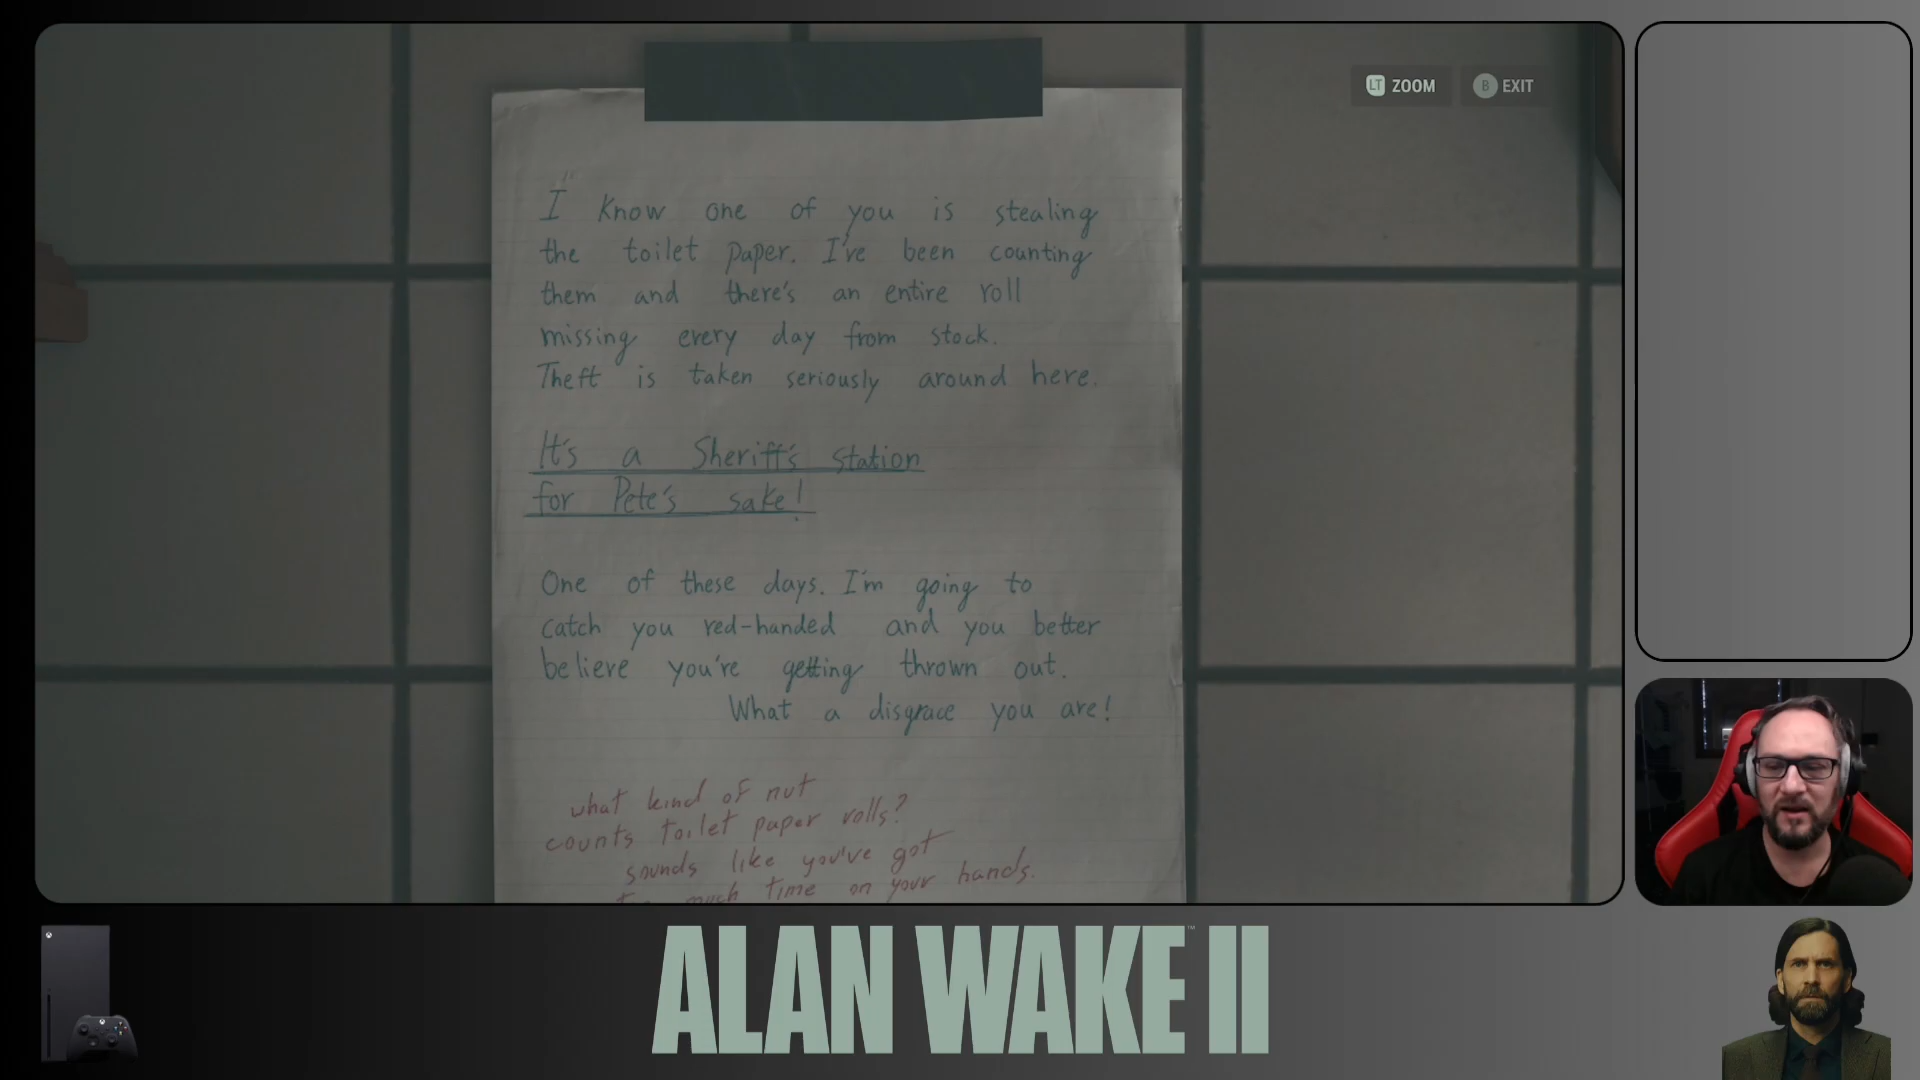 LT ZOOM
B EXIT
I know one of you is stealing
the toilet paper. I've been counting
them and there's an entire roll
missing every day from stock.
Theft is taken seriously around here.
It's a Sheriff's station
for Pete's sake!
One of these days. I'm going to
catch you red-handed and you better
believe you're getting thrown out.
What a disgrace you are!
what kind of nut
counts toilet paper rolls?
sounds like you've got
too much time on your hands.
ALAN WAKE II™